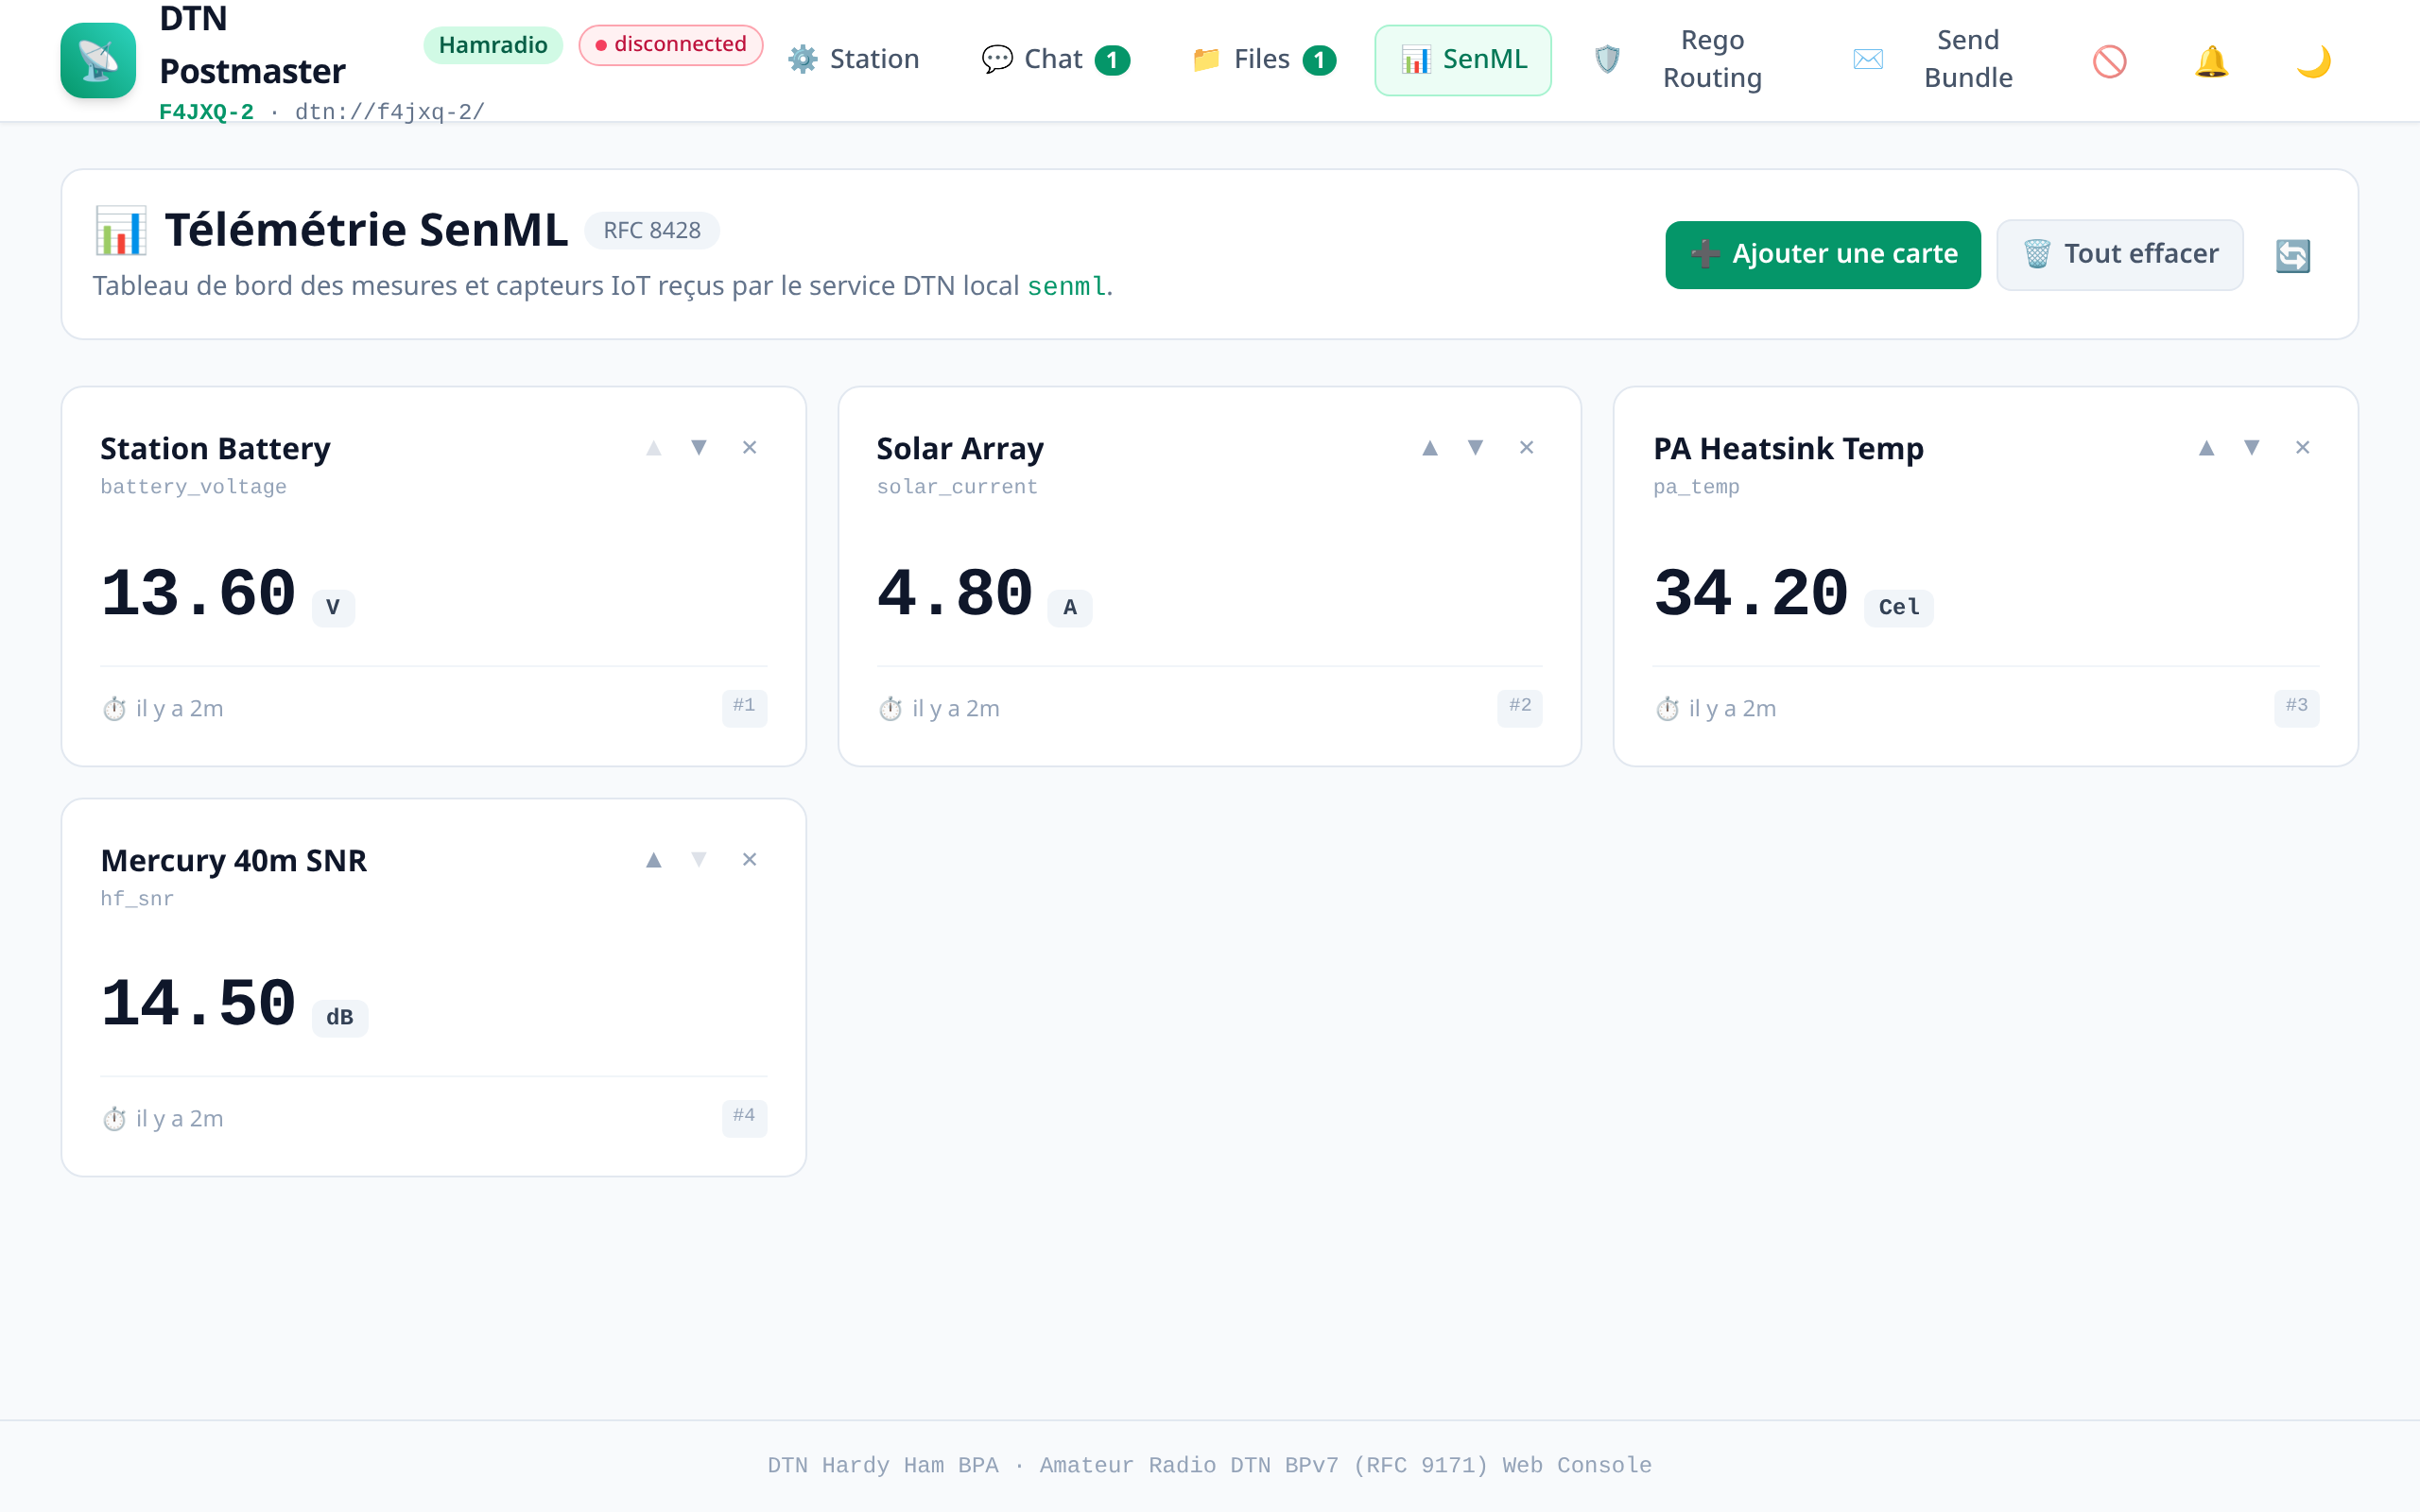 DTN
Postmaster
Hamradio
disconnected
F4JXQ-2 · dtn://f4jxq-2/
Station
Chat 1
Files 1
SenML
Rego
Routing
Send
Bundle
Télémétrie SenML RFC 8428
Tableau de bord des mesures et capteurs IoT reçus par le service DTN local senml.
Ajouter une carte
Tout effacer
Station Battery
battery_voltage
13.60 V
il y a 2m #1
Solar Array
solar_current
4.80 A
il y a 2m #2
PA Heatsink Temp
pa_temp
34.20 Cel
il y a 2m #3
Mercury 40m SNR
hf_snr
14.50 dB
il y a 2m #4
DTN Hardy Ham BPA · Amateur Radio DTN BPv7 (RFC 9171) Web Console